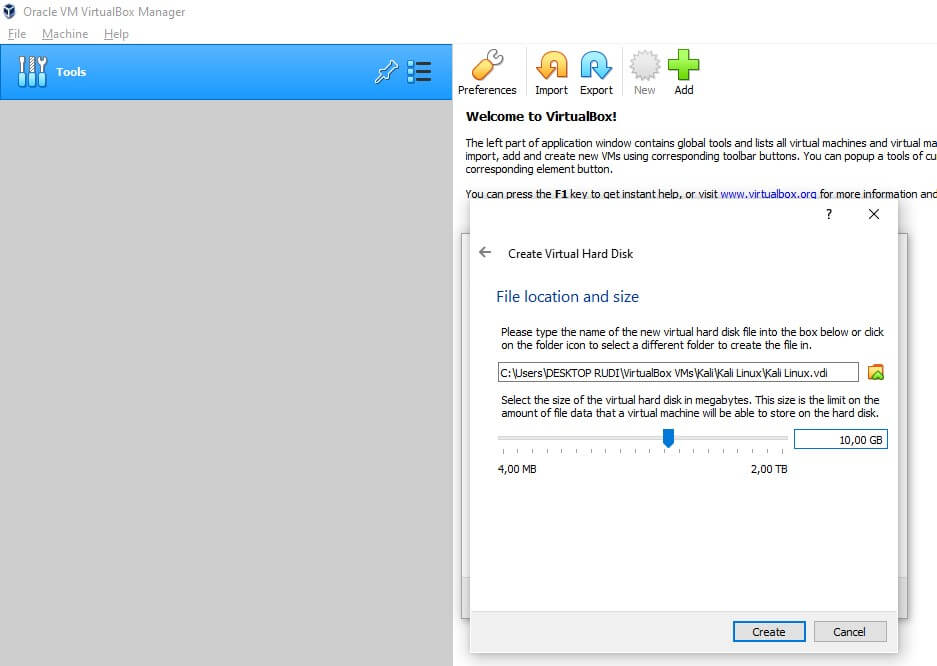 Oracle VM VirtualBox Manager
File Machine Help
Tools
Preferences Import Export New Add
Welcome to VirtualBox!
The left part of application window contains global tools and lists all virtual machines and virtual ma
import, add and create new VMs using corresponding toolbar buttons. You can popup a tools of cu
corresponding element button.
You can press the F1 key to get instant help, or visit www.virtualbox.org for more information and
?
Create Virtual Hard Disk
File location and size
Please type the name of the new virtual hard disk file into the box below or click
on the folder icon to select a different folder to create the file in.
C:\Users\DESKTOP RUDI\VirtualBox VMs\Kali\Kali Linux\Kali Linux.vdi
Select the size of the virtual hard disk in megabytes. This size is the limit on the
amount of file data that a virtual machine will be able to store on the hard disk.
10,00 GB
4,00 MB 2,00 TB
Create Cancel